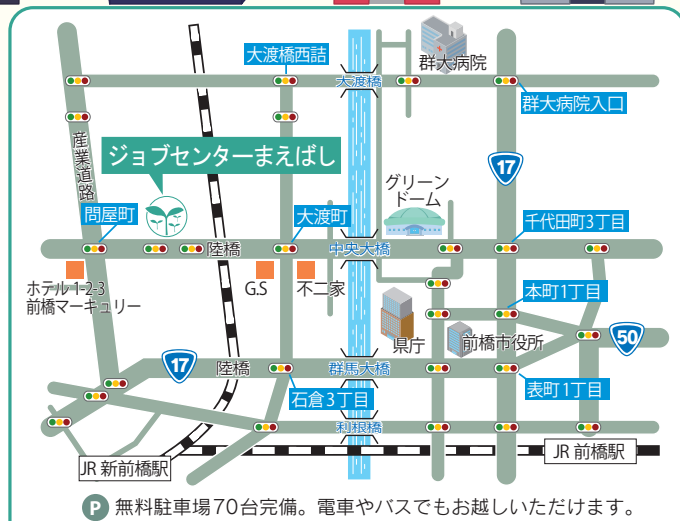 大渡橋西詰
群大病院
大渡橋
群大病院入口
産業道路
ジョブセンターまえばし
17
グリーン
ドーム
問屋町
大渡町
千代田町3丁目
陸橋
中央大橋
ホテル 1-2-3
前橋マーキュリー
G.S
不二家
本町1丁目
県庁
前橋市役所
50
17
陸橋
群馬大橋
石倉3丁目
表町1丁目
利根橋
JR 新前橋駅
JR 前橋駅
P 無料駐車場70台完備。電車やバスでもお越しいただけます。